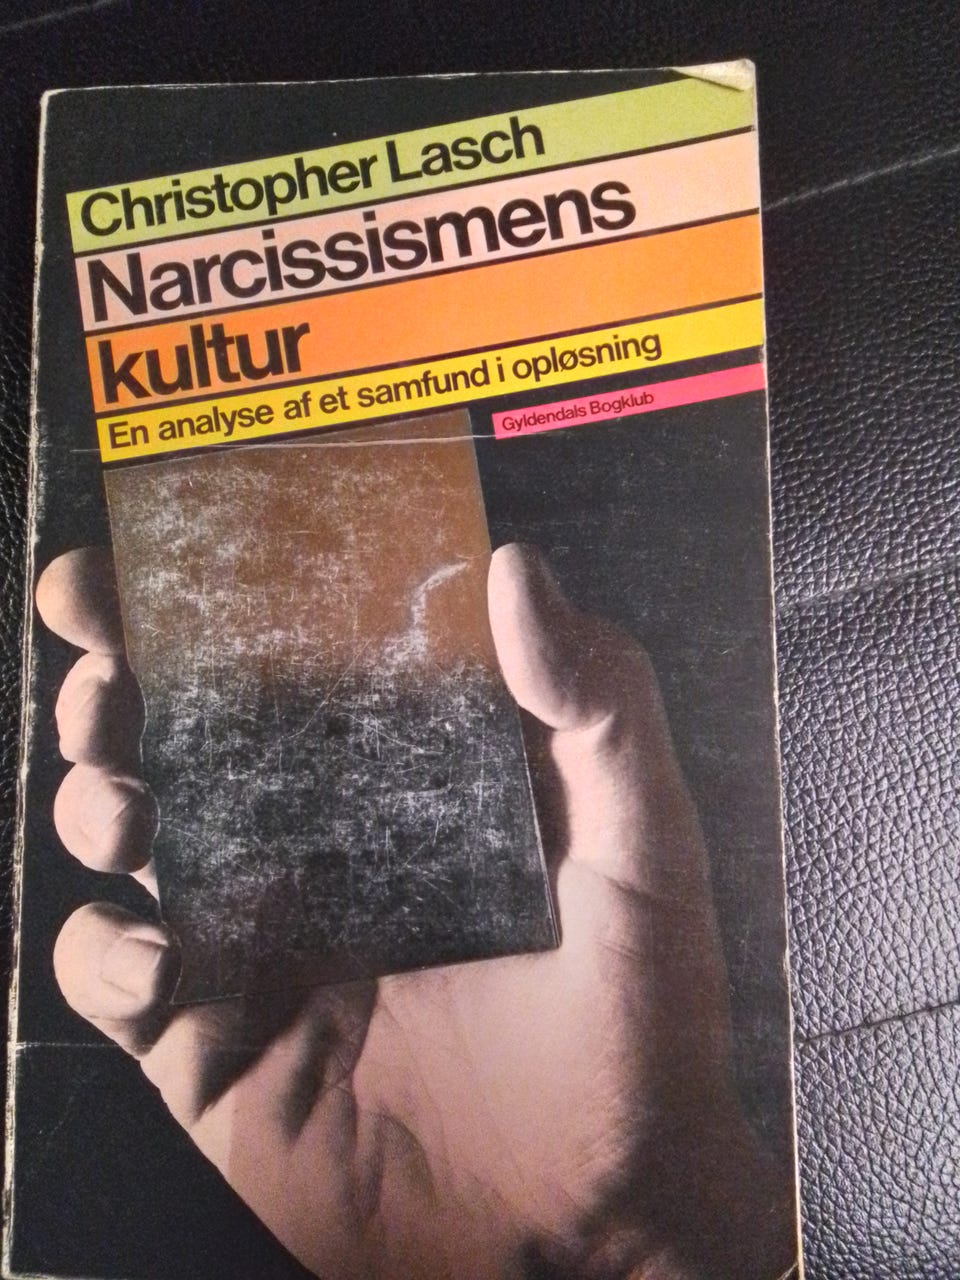 Christopher Lasch
Narcissismens
kultur
En analyse af et samfund i opløsning
Gyldendals Bogklub